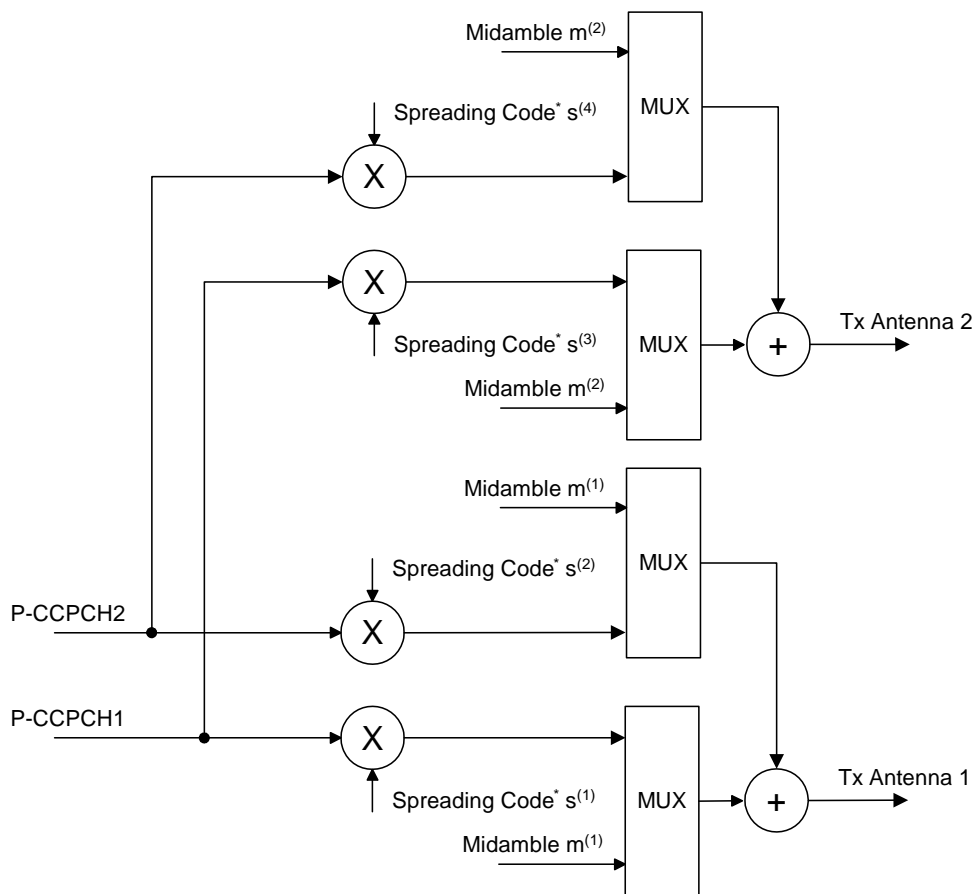 Midamble m(2)
MUX
Spreading Code* s(4)
X
X
Tx Antenna 2
Spreading Code* s(3)
MUX
+
Midamble m(2)
Midamble m(1)
MUX
Spreading Code* s(2)
P-CCPCH2
X
P-CCPCH1
X
Tx Antenna 1
Spreading Code* s(1)
MUX
+
Midamble m(1)